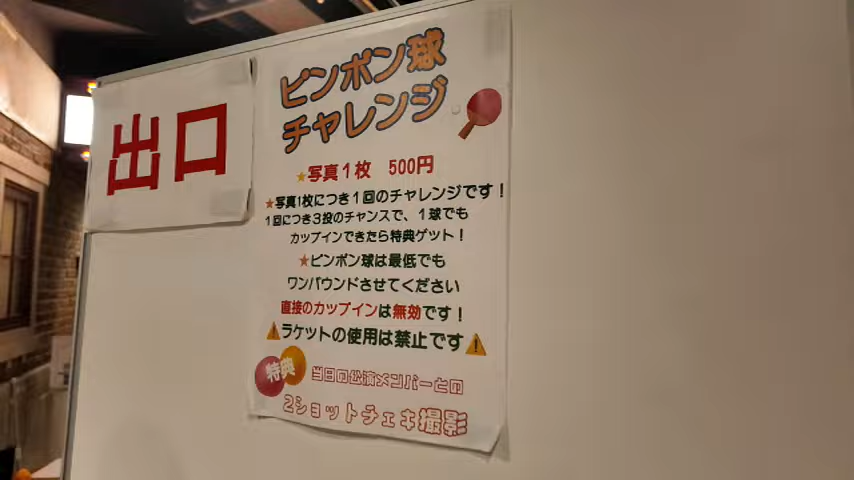 出口
ピンポン球
チャレンジ
★写真1枚 500円
★写真1枚につき1回のチャレンジです！
1回につき3投のチャンスで、1球でも
カップインできたら特典ゲット！
★ピンポン球は最低でも
ワンバウンドさせてください
直接のカップインは無効です！
⚠ラケットの使用は禁止です⚠
特典
当日の公演メンバーとの
2ショットチェキ撮影